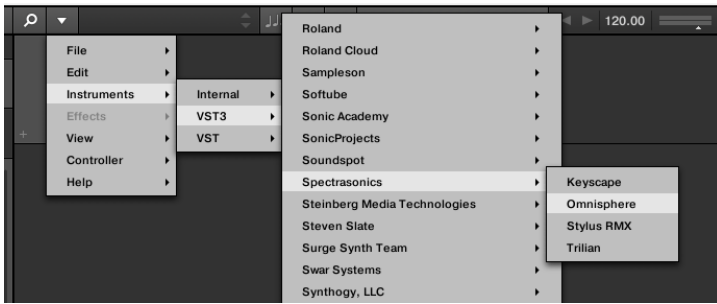 120.00
File
Edit
Instruments
Effects
View
Controller
Help
Internal
VST3
VST
Roland
Roland Cloud
Sampleson
Softube
Sonic Academy
SonicProjects
Soundspot
Spectrasonics
Steinberg Media Technologies
Steven Slate
Surge Synth Team
Swar Systems
Synthogy, LLC
Keyscape
Omnisphere
Stylus RMX
Trilian